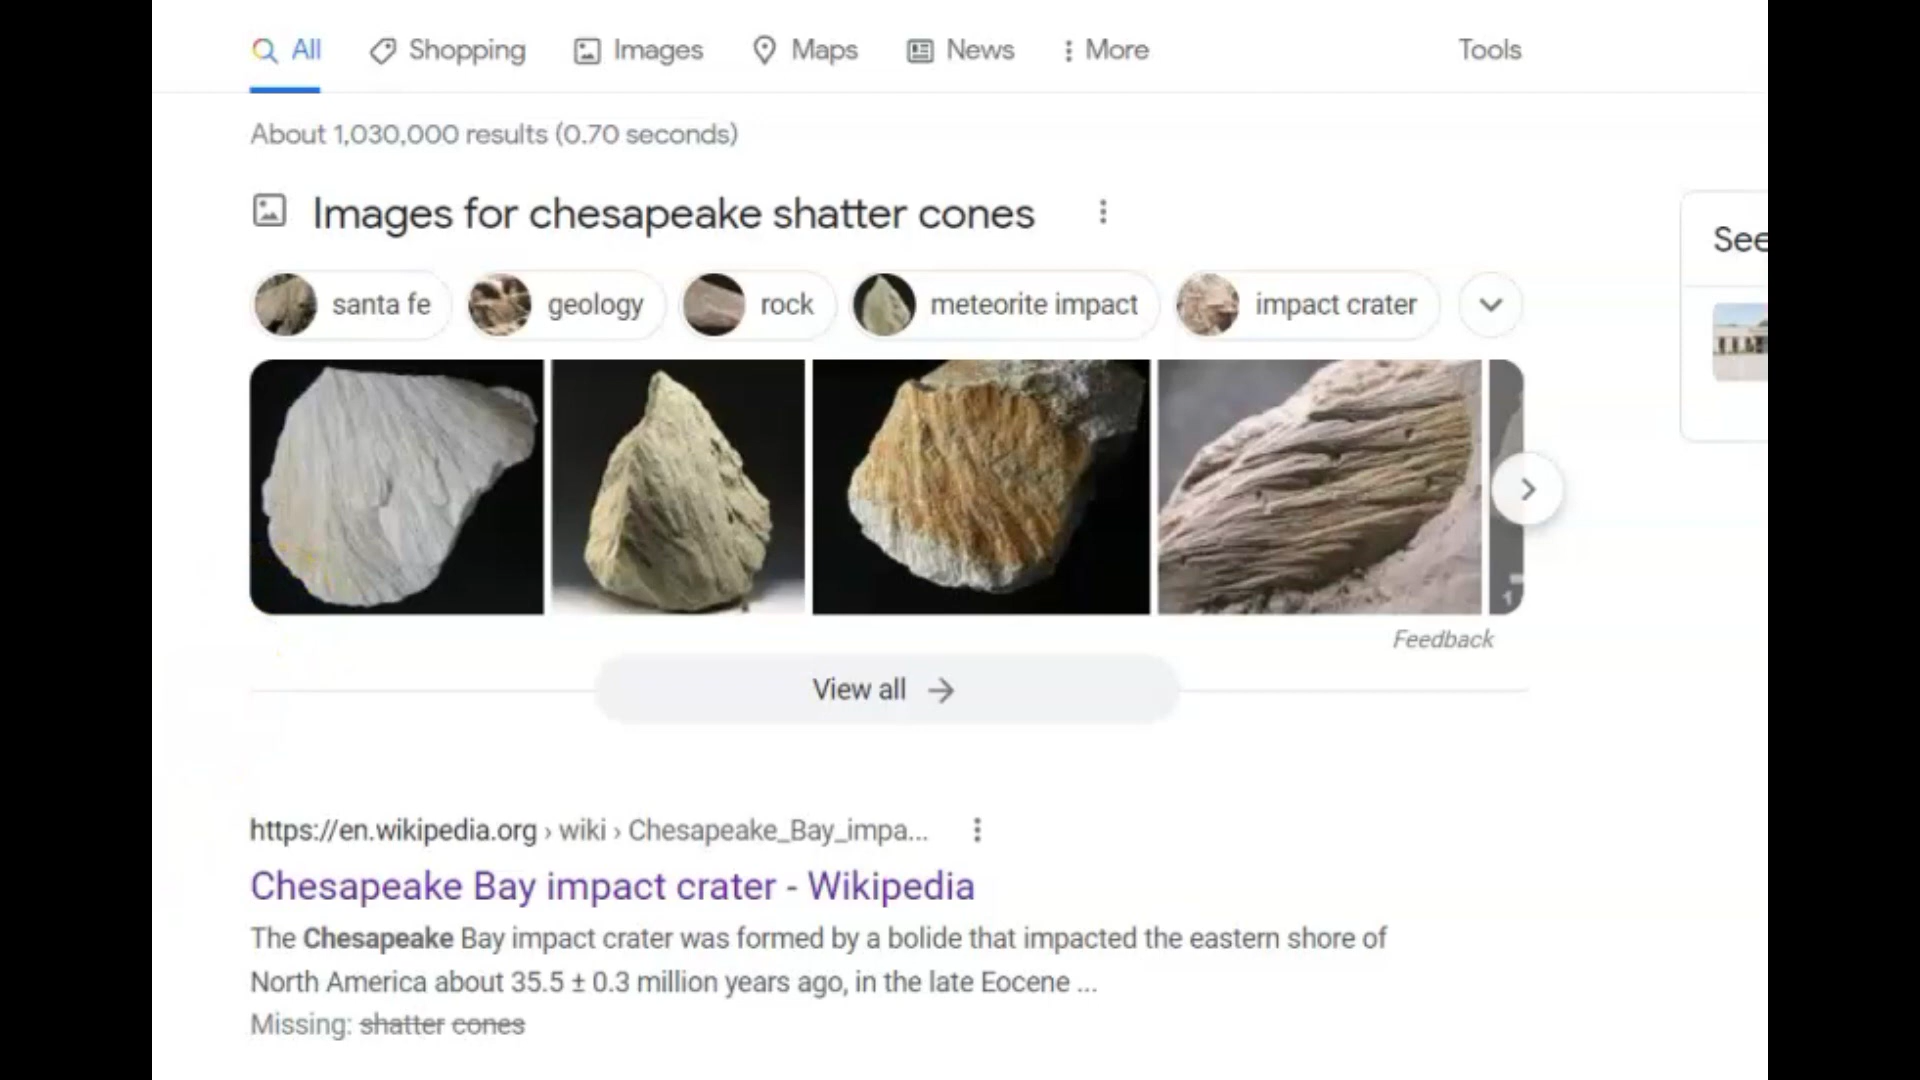 All Shopping Images Maps News More Tools
About 1,030,000 results (0.70 seconds)
Images for chesapeake shatter cones
See
santa fe geology rock meteorite impact impact crater
Feedback
View all
https://en.wikipedia.org › wiki › Chesapeake_Bay_impa...
Chesapeake Bay impact crater - Wikipedia
The Chesapeake Bay impact crater was formed by a bolide that impacted the eastern shore of
North America about 35.5 ± 0.3 million years ago, in the late Eocene ...
Missing: shatter cones